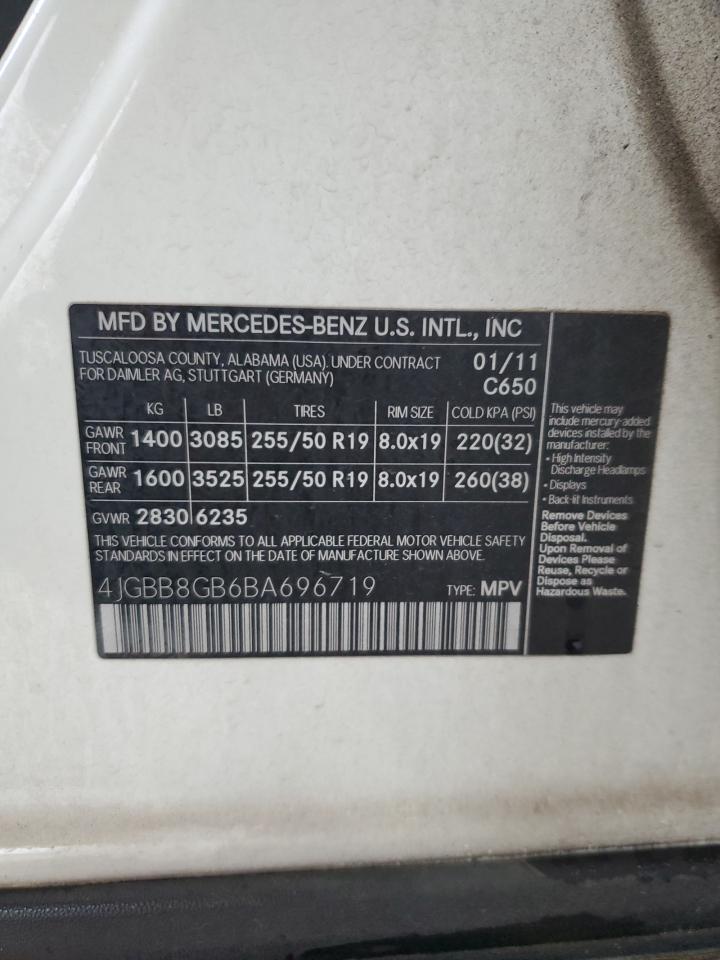 MFD BY MERCEDES-BENZ U.S. INTL., INC
TUSCALOOSA COUNTY, ALABAMA (USA). UNDER CONTRACT 01/11
FOR DAIMLER AG, STUTTGART (GERMANY) C650
KG LB TIRES RIM SIZE COLD KPA (PSI)
GAWR FRONT 1400 3085 255/50 R19 8.0x19 220(32)
GAWR REAR 1600 3525 255/50 R19 8.0x19 260(38)
GVWR 2830 6235
THIS VEHICLE CONFORMS TO ALL APPLICABLE FEDERAL MOTOR VEHICLE SAFETY
STANDARDS IN EFFECT ON THE DATE OF MANUFACTURE SHOWN ABOVE.
4JGBB8GB6BA696719 TYPE: MPV
This vehicle may
include mercury-added
devices installed by the
manufacturer:
• High Intensity
Discharge Headlamps
• Displays
• Back-lit Instruments
Remove Devices
Before Vehicle
Disposal.
Upon Removal of
Devices Please
Reuse, Recycle or
Dispose as
Hazardous Waste.